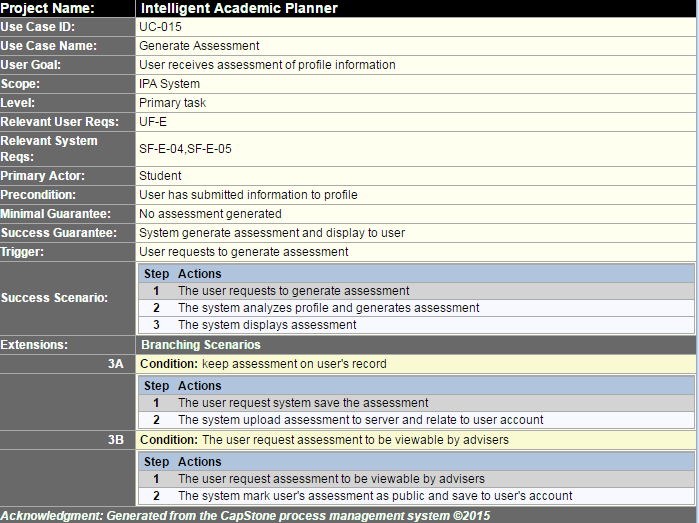 Project Name: Intelligent Academic Planner
Use Case ID: UC-015
Use Case Name: Generate Assessment
User Goal: User receives assessment of profile information
Scope: IPA System
Level: Primary task
Relevant User Reqs: UF-E
Relevant System
Reqs: SF-E-04,SF-E-05
Primary Actor: Student
Precondition: User has submitted information to profile
Minimal Guarantee: No assessment generated
Success Guarantee: System generate assessment and display to user
Trigger: User requests to generate assessment
Success Scenario:
Step Actions
1 The user requests to generate assessment
2 The system analyzes profile and generates assessment
3 The system displays assessment
Extensions: Branching Scenarios
3A Condition: keep assessment on user's record
Step Actions
1 The user request system save the assessment
2 The system upload assessment to server and relate to user account
3B Condition: The user request assessment to be viewable by advisers
Step Actions
1 The user request assessment to be viewable by advisers
2 The system mark user's assessment as public and save to user's account
Acknowledgment: Generated from the CapStone process management system ©2015